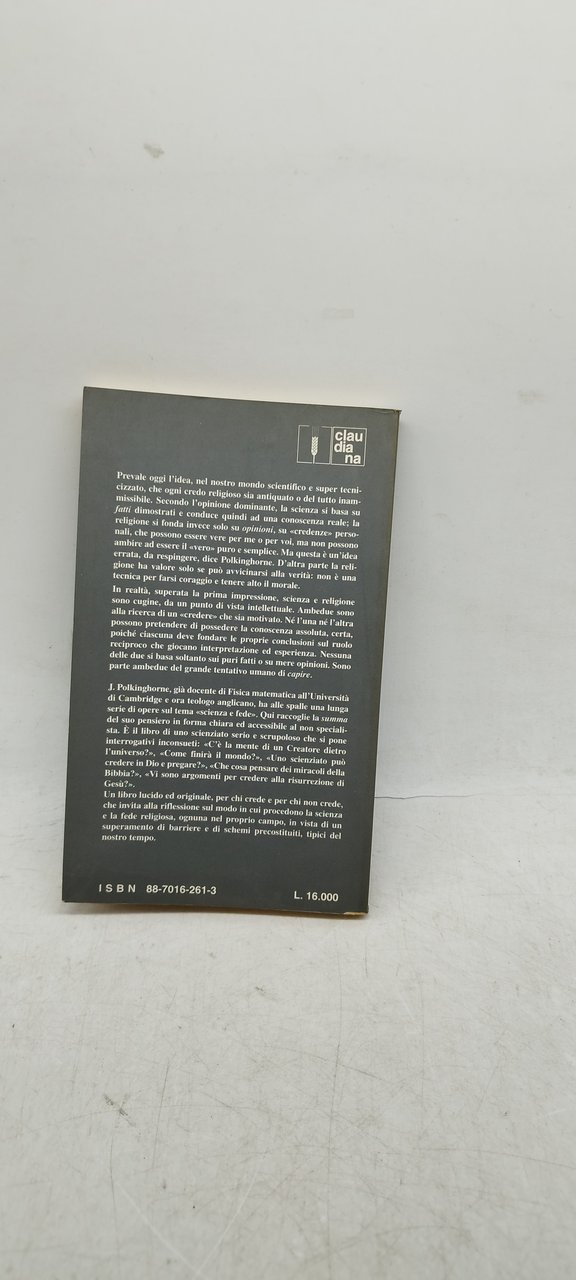 clau
dia
na
Prevale oggi l'idea, nel nostro mondo scientifico e super tecni-
cizzato, che ogni credo religioso sia antiquato o del tutto inam-
missibile. Secondo l'opinione dominante, la scienza si basa su
fatti dimostrati e conduce quindi ad una conoscenza reale; la
religione si fonda invece solo su opinioni, su «credenze» perso-
nali, che possono essere vere per me o per voi, ma non possono
ambire ad essere il «vero» puro e semplice. Ma questa è un'idea
errata, da respingere, dice Polkinghorne. D'altra parte la reli-
gione ha valore solo se può avvicinarsi alla verità: non è una
tecnica per farsi coraggio e tenere alto il morale.
In realtà, superata la prima impressione, scienza e religione
sono cugine, da un punto di vista intellettuale. Ambedue sono
alla ricerca di un «credere» che sia motivato. Né l'una né l'altra
possono pretendere di possedere la conoscenza assoluta, certa,
poiché ciascuna deve fondare le proprie conclusioni sul ruolo
reciproco che giocano interpretazione ed esperienza. Nessuna
delle due si basa soltanto sui puri fatti o su mere opinioni. Sono
parte ambedue del grande tentativo umano di capire.
J. Polkinghorne, già docente di Fisica matematica all'Università
di Cambridge e ora teologo anglicano, ha alle spalle una lunga
serie di opere sul tema «scienza e fede». Qui raccoglie la summa
del suo pensiero in forma chiara ed accessibile al non speciali-
sta. È il libro di uno scienziato serio e scrupoloso che si pone
interrogativi inconsueti: «C'è la mente di un Creatore dietro
l'universo?», «Come finirà il mondo?», «Uno scienziato può
credere in Dio e pregare?», «Che cosa pensare dei miracoli della
Bibbia?», «Vi sono argomenti per credere alla risurrezione di
Gesù?».
Un libro lucido ed originale, per chi crede e per chi non crede,
che invita alla riflessione sul modo in cui procedono la scienza
e la fede religiosa, ognuna nel proprio campo, in vista di un
superamento di barriere e di schemi precostituiti, tipici del
nostro tempo.
ISBN 88-7016-261-3
L. 16.000